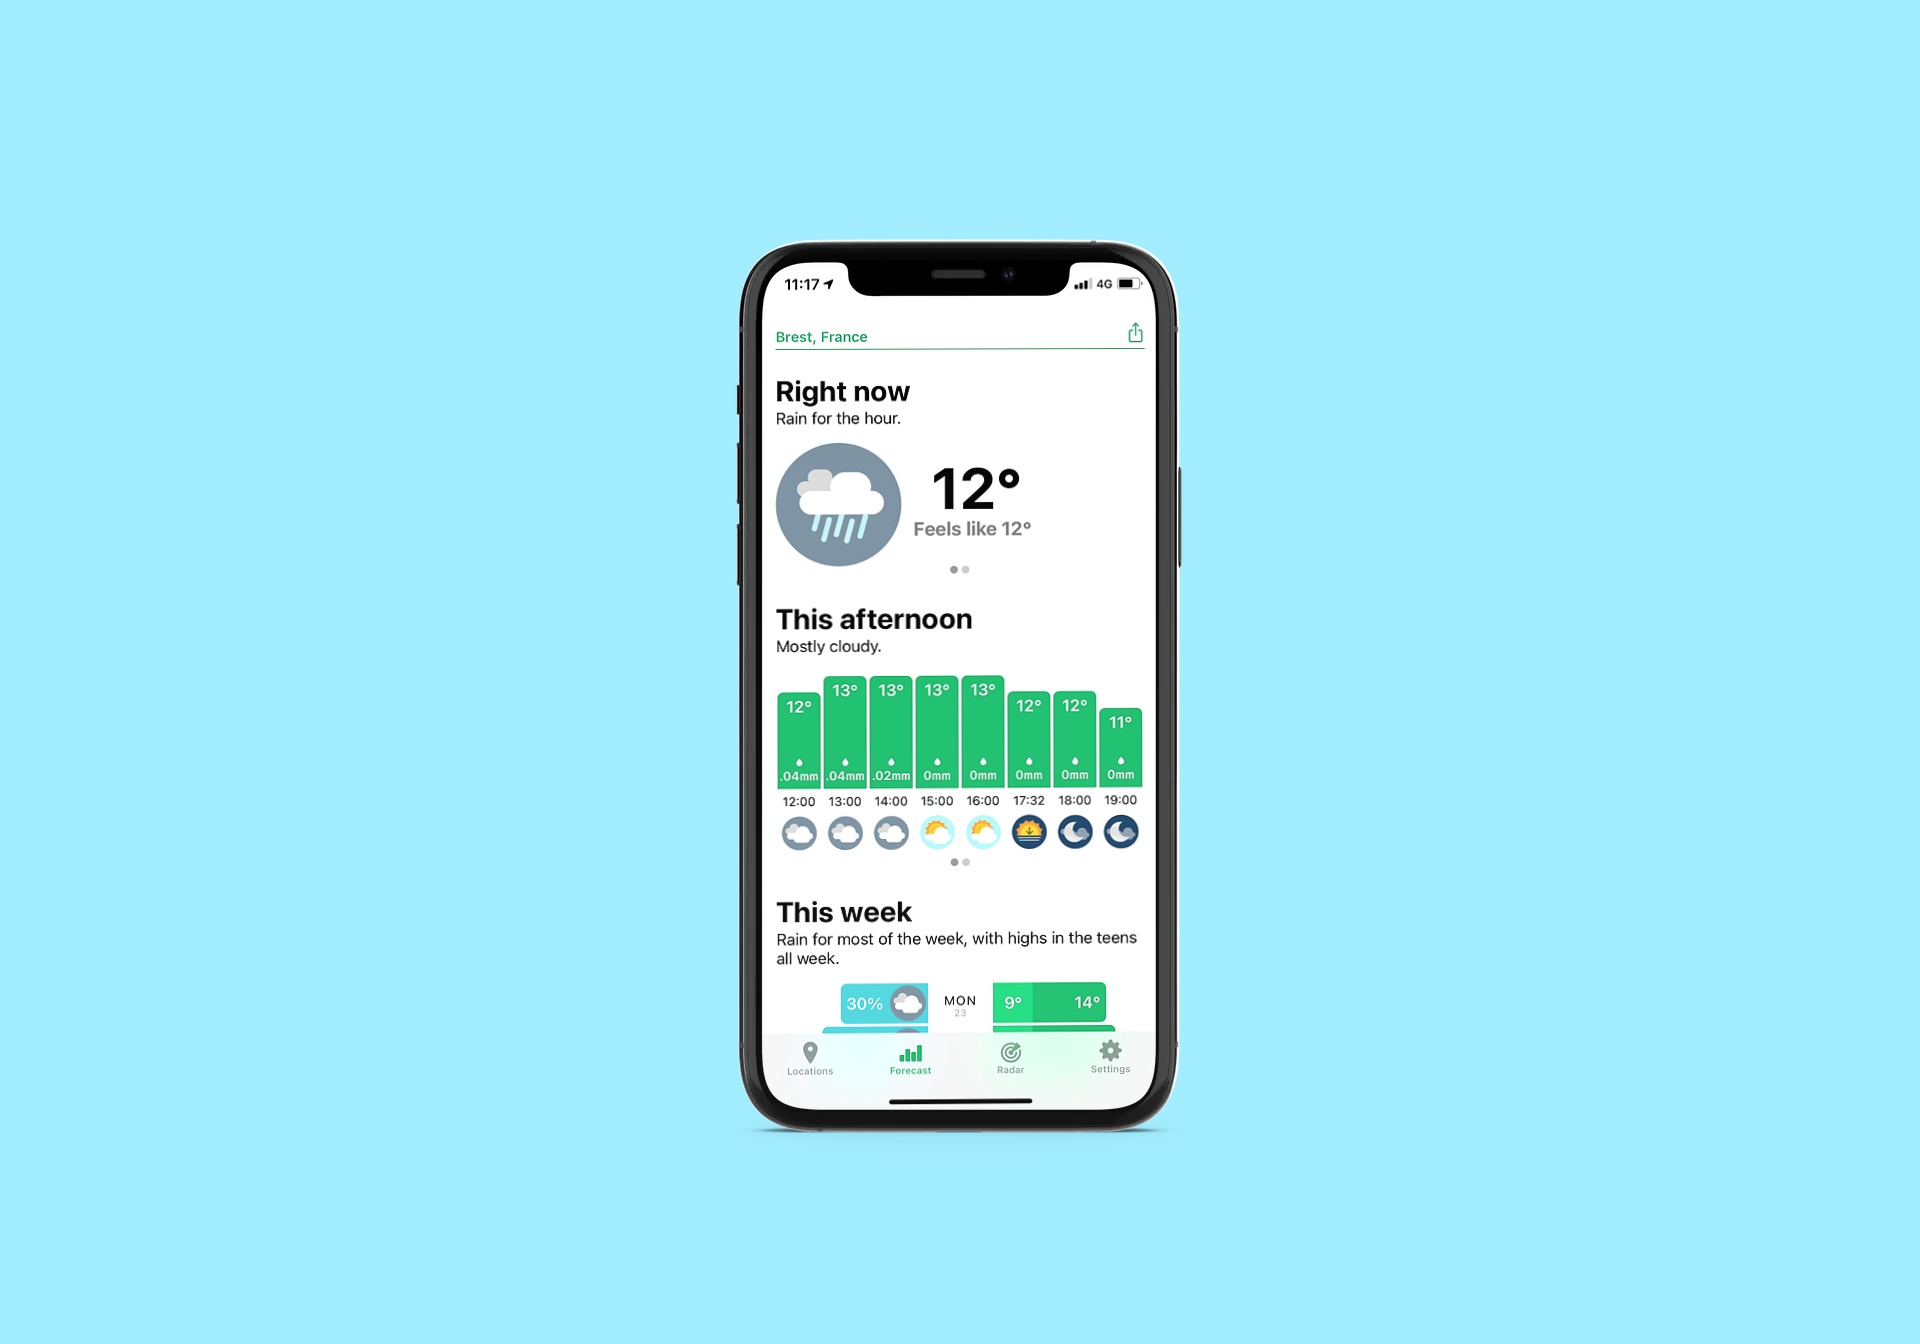 11:17 4G
Brest, France
Right now
Rain for the hour.
12°
Feels like 12°
This afternoon
Mostly cloudy.
12° 13° 13° 13° 13° 12° 12° 11°
.04mm .04mm .02mm 0mm 0mm 0mm 0mm 0mm
12:00 13:00 14:00 15:00 16:00 17:32 18:00 19:00
This week
Rain for most of the week, with highs in the teens
all week.
30% MON 9° 14°
23
Locations Forecast Radar Settings